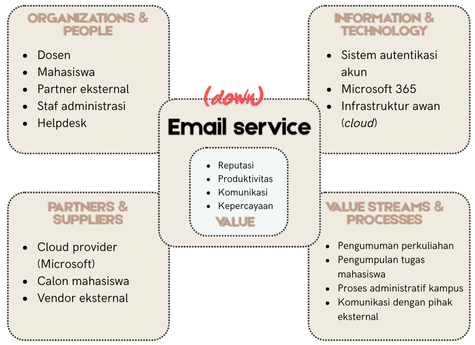 ORGANIZATIONS &
PEOPLE
• Dosen
• Mahasiswa
• Partner eksternal
• Staf administrasi
• Helpdesk
INFORMATION &
TECHNOLOGY
• Sistem autentikasi
akun
• Microsoft 365
• Infrastruktur awan
(cloud)
(down)
Email service
• Reputasi
• Produktivitas
• Komunikasi
• Kepercayaan
VALUE
PARTNERS &
SUPPLIERS
• Cloud provider
(Microsoft)
• Calon mahasiswa
• Vendor eksternal
VALUE STREAMS &
PROCESSES
• Pengumuman perkuliahan
• Pengumpulan tugas
mahasiswa
• Proses administratif kampus
• Komunikasi dengan pihak
eksternal